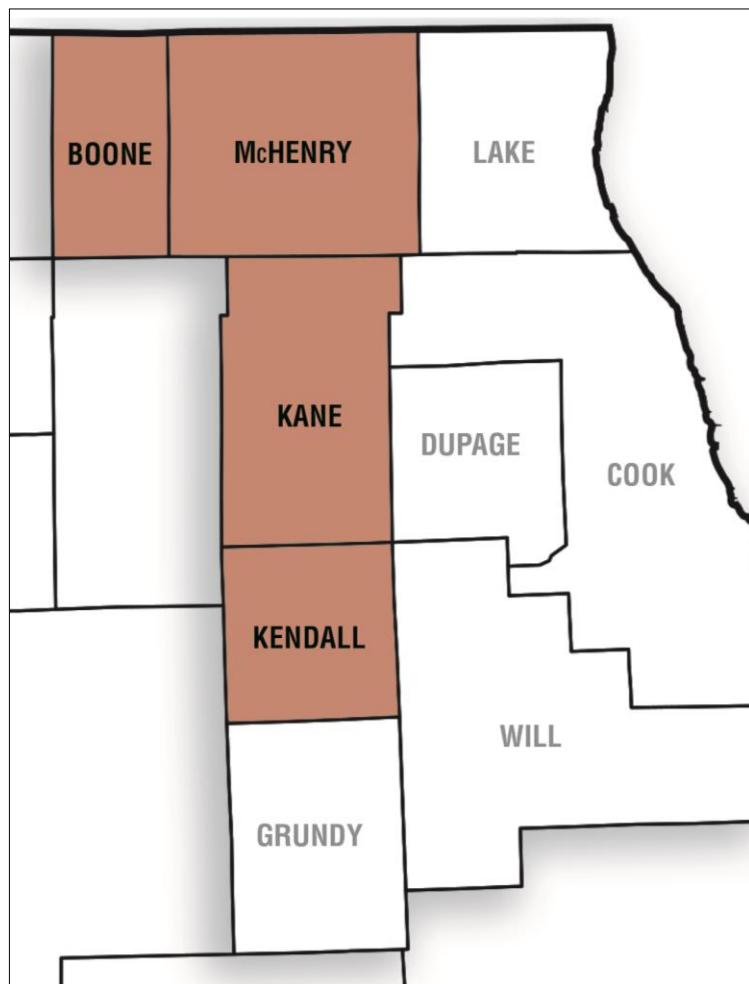 BOONE
McHENRY
LAKE
KANE
DUPAGE
COOK
KENDALL
WILL
GRUNDY